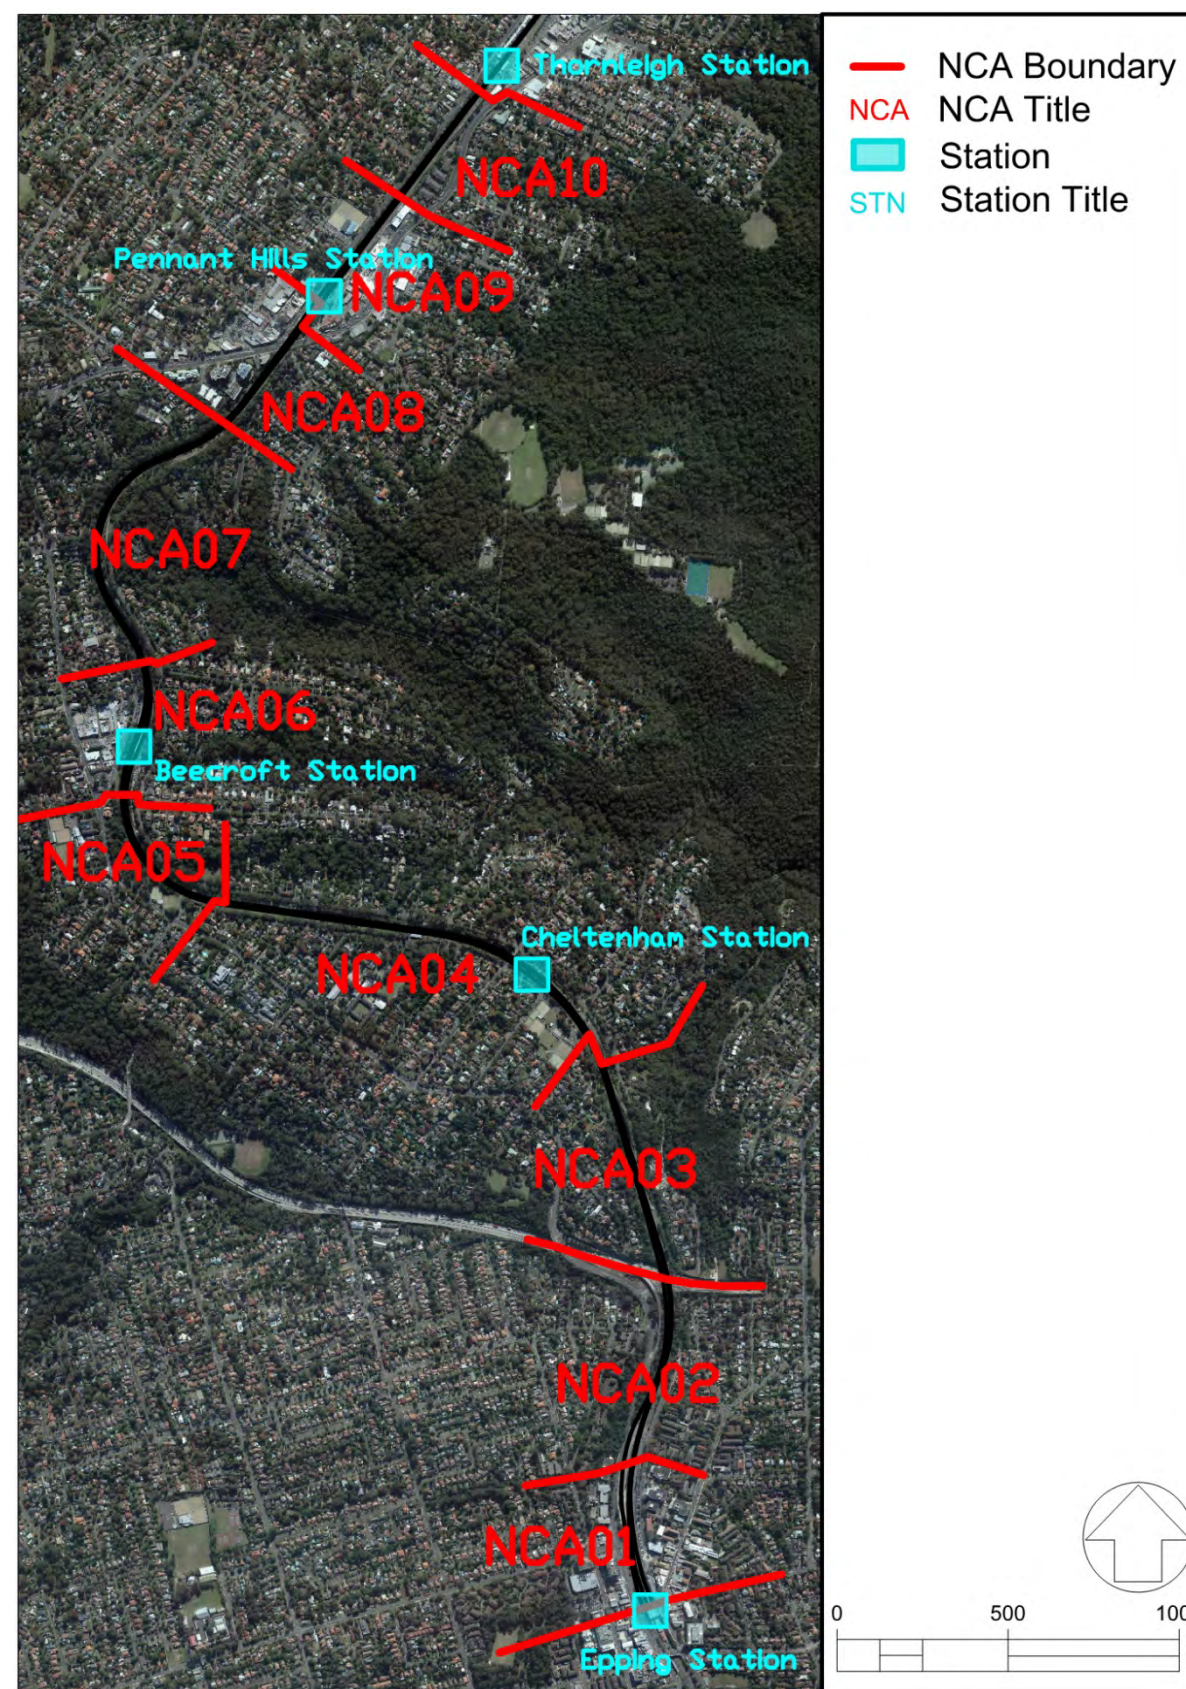 Thornleigh Station
NCA10
Pennant Hills Station
NCA09
NCA08
NCA07
NCA06
Beecroft Station
NCA05
Cheltenham Station
NCA04
NCA03
NCA02
NCA01
Epping Station
NCA Boundary
NCA NCA Title
Station
STN Station Title
0 500